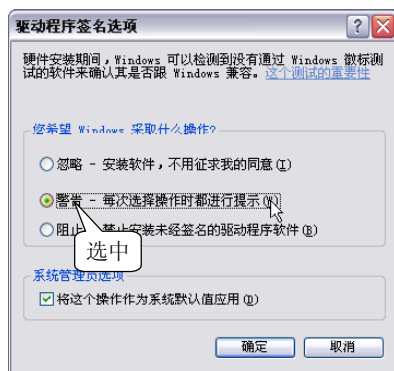 驱动程序签名选项
硬件安装期间，Windows 可以检测到没有通过 Windows 徽标测
试的软件来确认其是否跟 Windows 兼容。这个测试的重要性
您希望 Windows 采取什么操作?
忽略 - 安装软件，不用征求我的同意(I)
警告 - 每次选择操作时都进行提示(W)
阻止 - 禁止安装未经签名的驱动程序软件(B)
选中
系统管理员选项
将这个操作作为系统默认值应用(D)
确定
取消